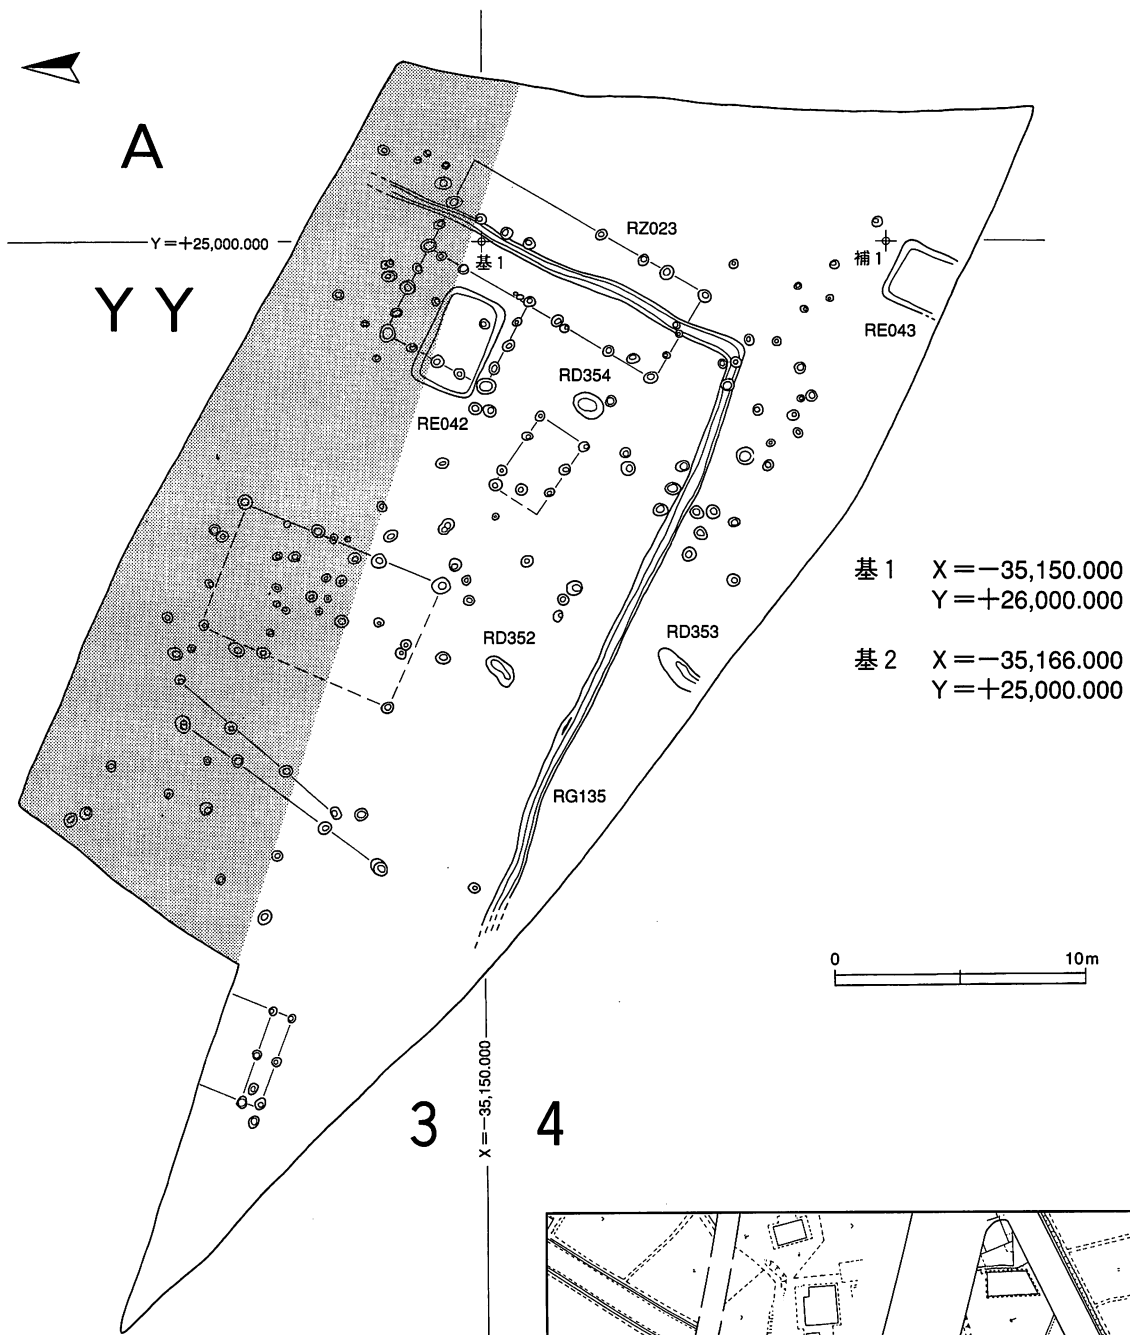 A
Y=+25,000.000
Y Y
基1
RZ023
補1
RE043
RD354
RE042
基1 X=-35,150.000
Y=+26,000.000
基2 X=-35,166.000
Y=+25,000.000
RD352
RD353
RG135
0 10m
X=-35,150.000
3 4